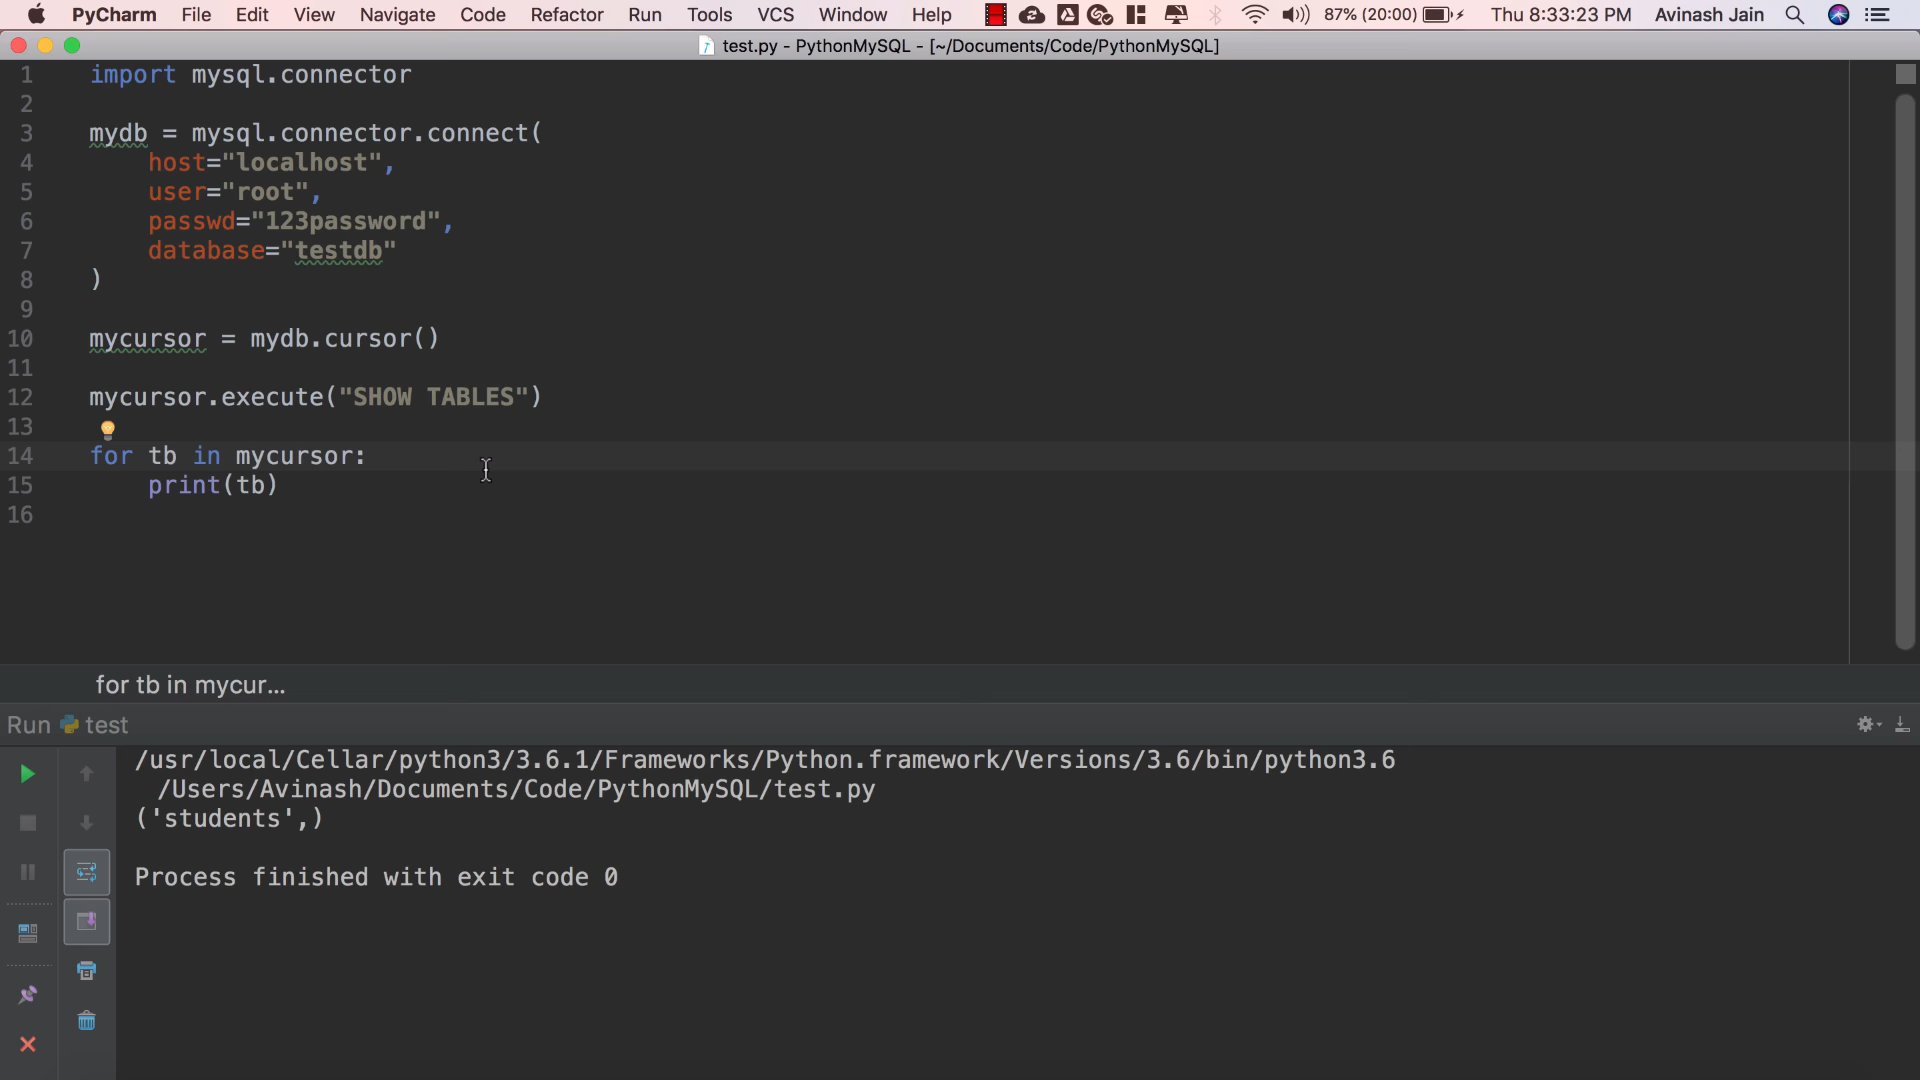 PyCharm File Edit View Navigate Code Refactor Run Tools VCS Window Help 87% (20:00) Thu 8:33:23 PM Avinash Jain
test.py - PythonMySQL - [~/Documents/Code/PythonMySQL]
1 import mysql.connector
2
3 mydb = mysql.connector.connect(
4 host="localhost",
5 user="root",
6 passwd="123password",
7 database="testdb"
8 )
9
10 mycursor = mydb.cursor()
11
12 mycursor.execute("SHOW TABLES")
13
14 for tb in mycursor:
15 print(tb)
16
for tb in mycur...
Run test
/usr/local/Cellar/python3/3.6.1/Frameworks/Python.framework/Versions/3.6/bin/python3.6
/Users/Avinash/Documents/Code/PythonMySQL/test.py
('students',)
Process finished with exit code 0